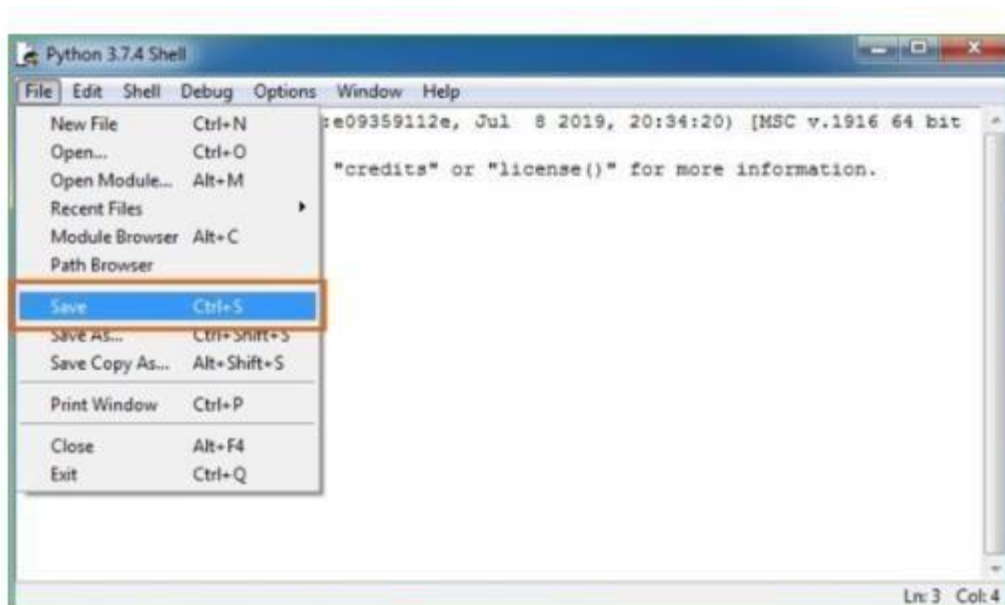 Python 3.7.4 Shell
File Edit Shell Debug Options Window Help
New File Ctrl+N
:e09359112e, Jul 8 2019, 20:34:20) [MSC v.1916 64 bit
Open... Ctrl+O
Open Module... Alt+M
"credits" or "license()" for more information.
Recent Files
Module Browser Alt+C
Path Browser
Save Ctrl+S
Save As... Ctrl+Shift+S
Save Copy As... Alt+Shift+S
Print Window Ctrl+P
Close Alt+F4
Exit Ctrl+Q
Ln: 3 Col: 4